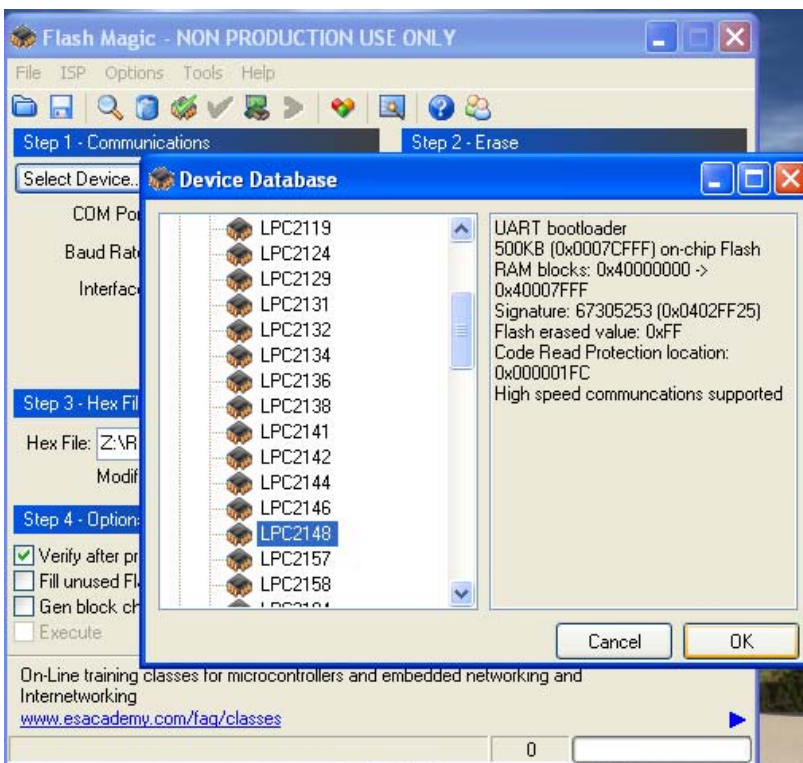 Flash Magic - NON PRODUCTION USE ONLY
File ISP Options Tools Help
Step 1 - Communications
Step 2 - Erase
Select Device...
Device Database
COM Por
Baud Rat
Interfac
LPC2119
LPC2124
LPC2129
LPC2131
LPC2132
LPC2134
LPC2136
LPC2138
LPC2141
LPC2142
LPC2144
LPC2146
LPC2148
LPC2157
LPC2158
UART bootloader
500KB (0x0007CFFF) on-chip Flash
RAM blocks: 0x40000000 ->
0x40007FFF
Signature: 67305253 (0x0402FF25)
Flash erased value: 0xFF
Code Read Protection location:
0x000001FC
High speed communcations supported
Step 3 - Hex Fil
Hex File: Z:\R
Modif
Step 4 - Option
Verify after pr
Fill unused Fl
Gen block ch
Execute
Cancel
OK
On-Line training classes for microcontrollers and embedded networking and
Internetworking
www.esacademy.com/faq/classes
0